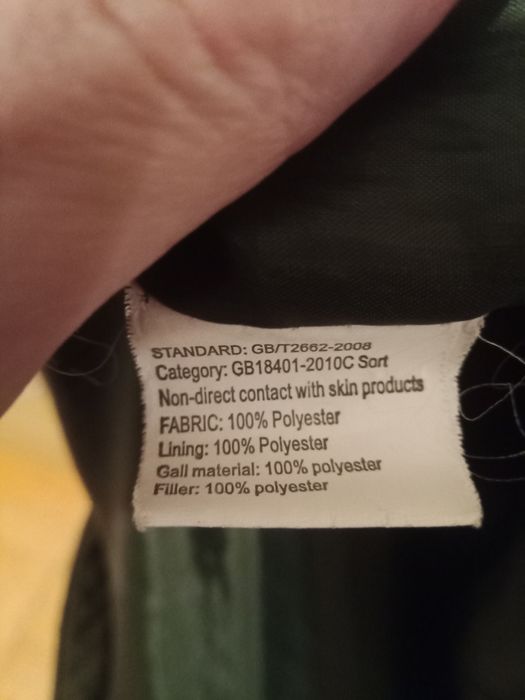 STANDARD: GB/T2662-2008
Category: GB18401-2010C Sort
Non-direct contact with skin products
FABRIC: 100% Polyester
Lining: 100% Polyester
Gall material: 100% polyester
Filler: 100% polyester